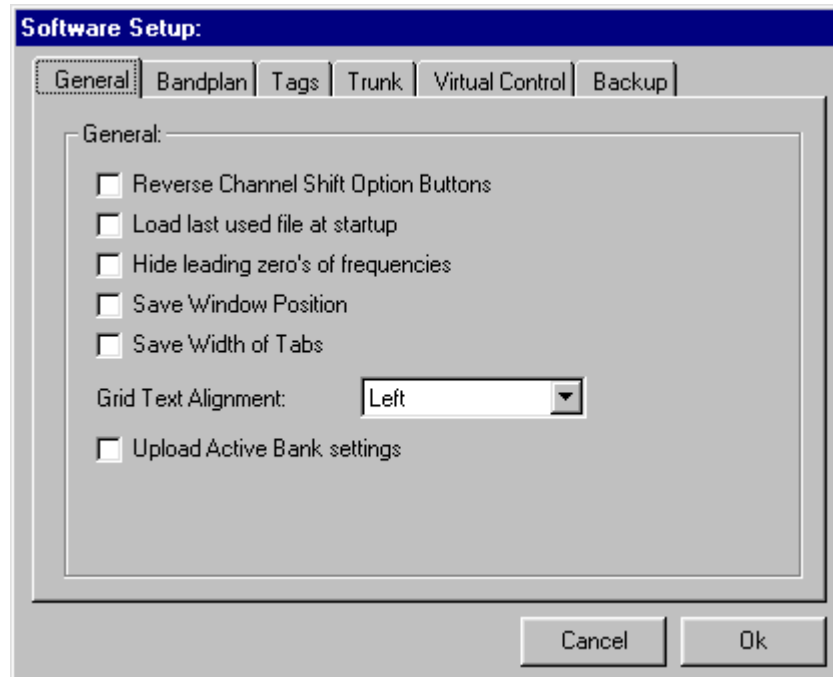 Software Setup:
General Bandplan Tags Trunk Virtual Control Backup
General:
Reverse Channel Shift Option Buttons
Load last used file at startup
Hide leading zero's of frequencies
Save Window Position
Save Width of Tabs
Grid Text Alignment: Left
Upload Active Bank settings
Cancel Ok